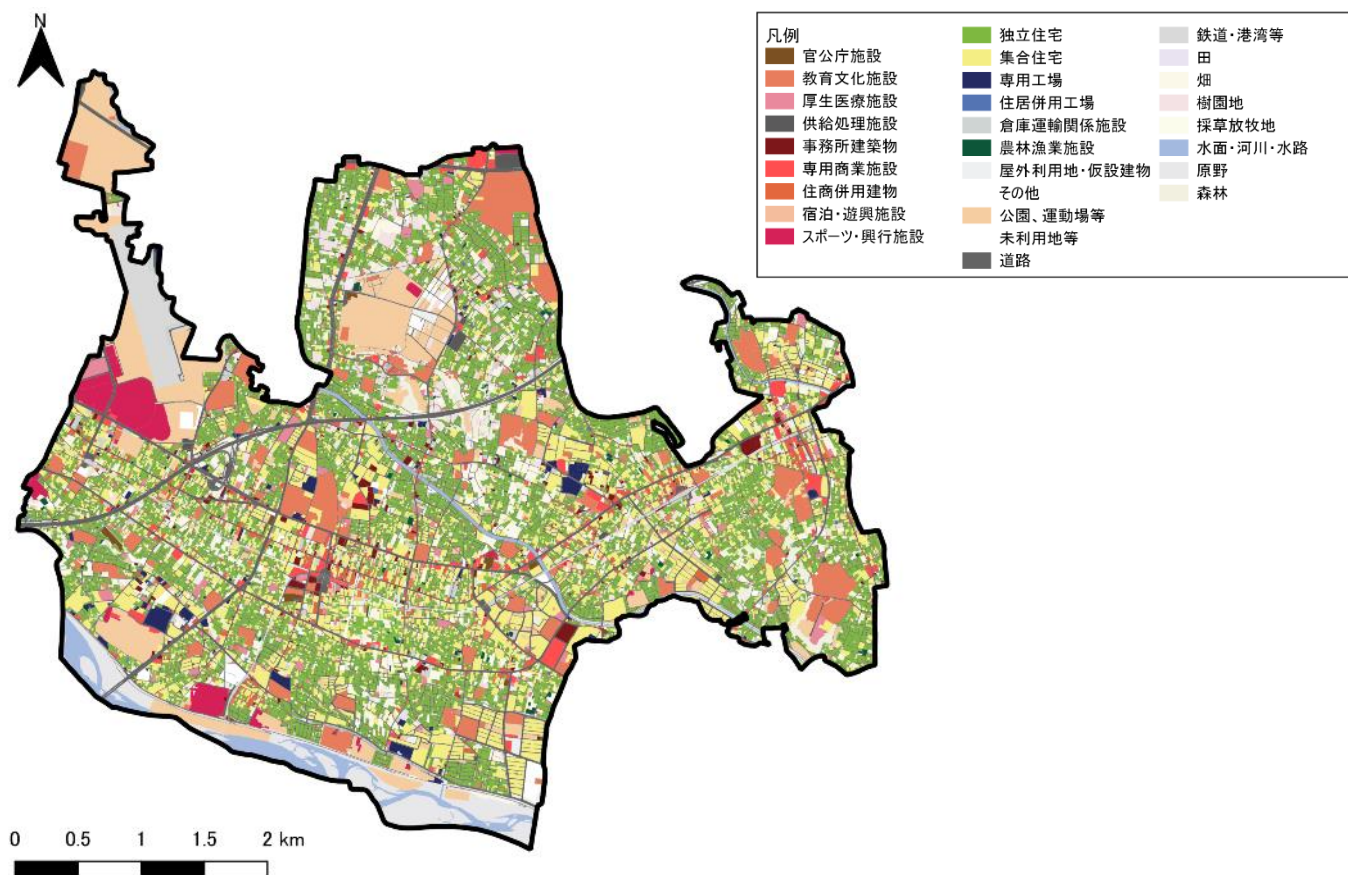 N
凡例
官公庁施設
教育文化施設
厚生医療施設
供給処理施設
事務所建築物
専用商業施設
住商併用建物
宿泊・遊興施設
スポーツ・興行施設
独立住宅
集合住宅
専用工場
住居併用工場
倉庫運輸関係施設
農林漁業施設
屋外利用地・仮設建物
その他
公園、運動場等
未利用地等
道路
鉄道・港湾等
田
畑
樹園地
採草放牧地
水面・河川・水路
原野
森林
0 0.5 1 1.5 2 km